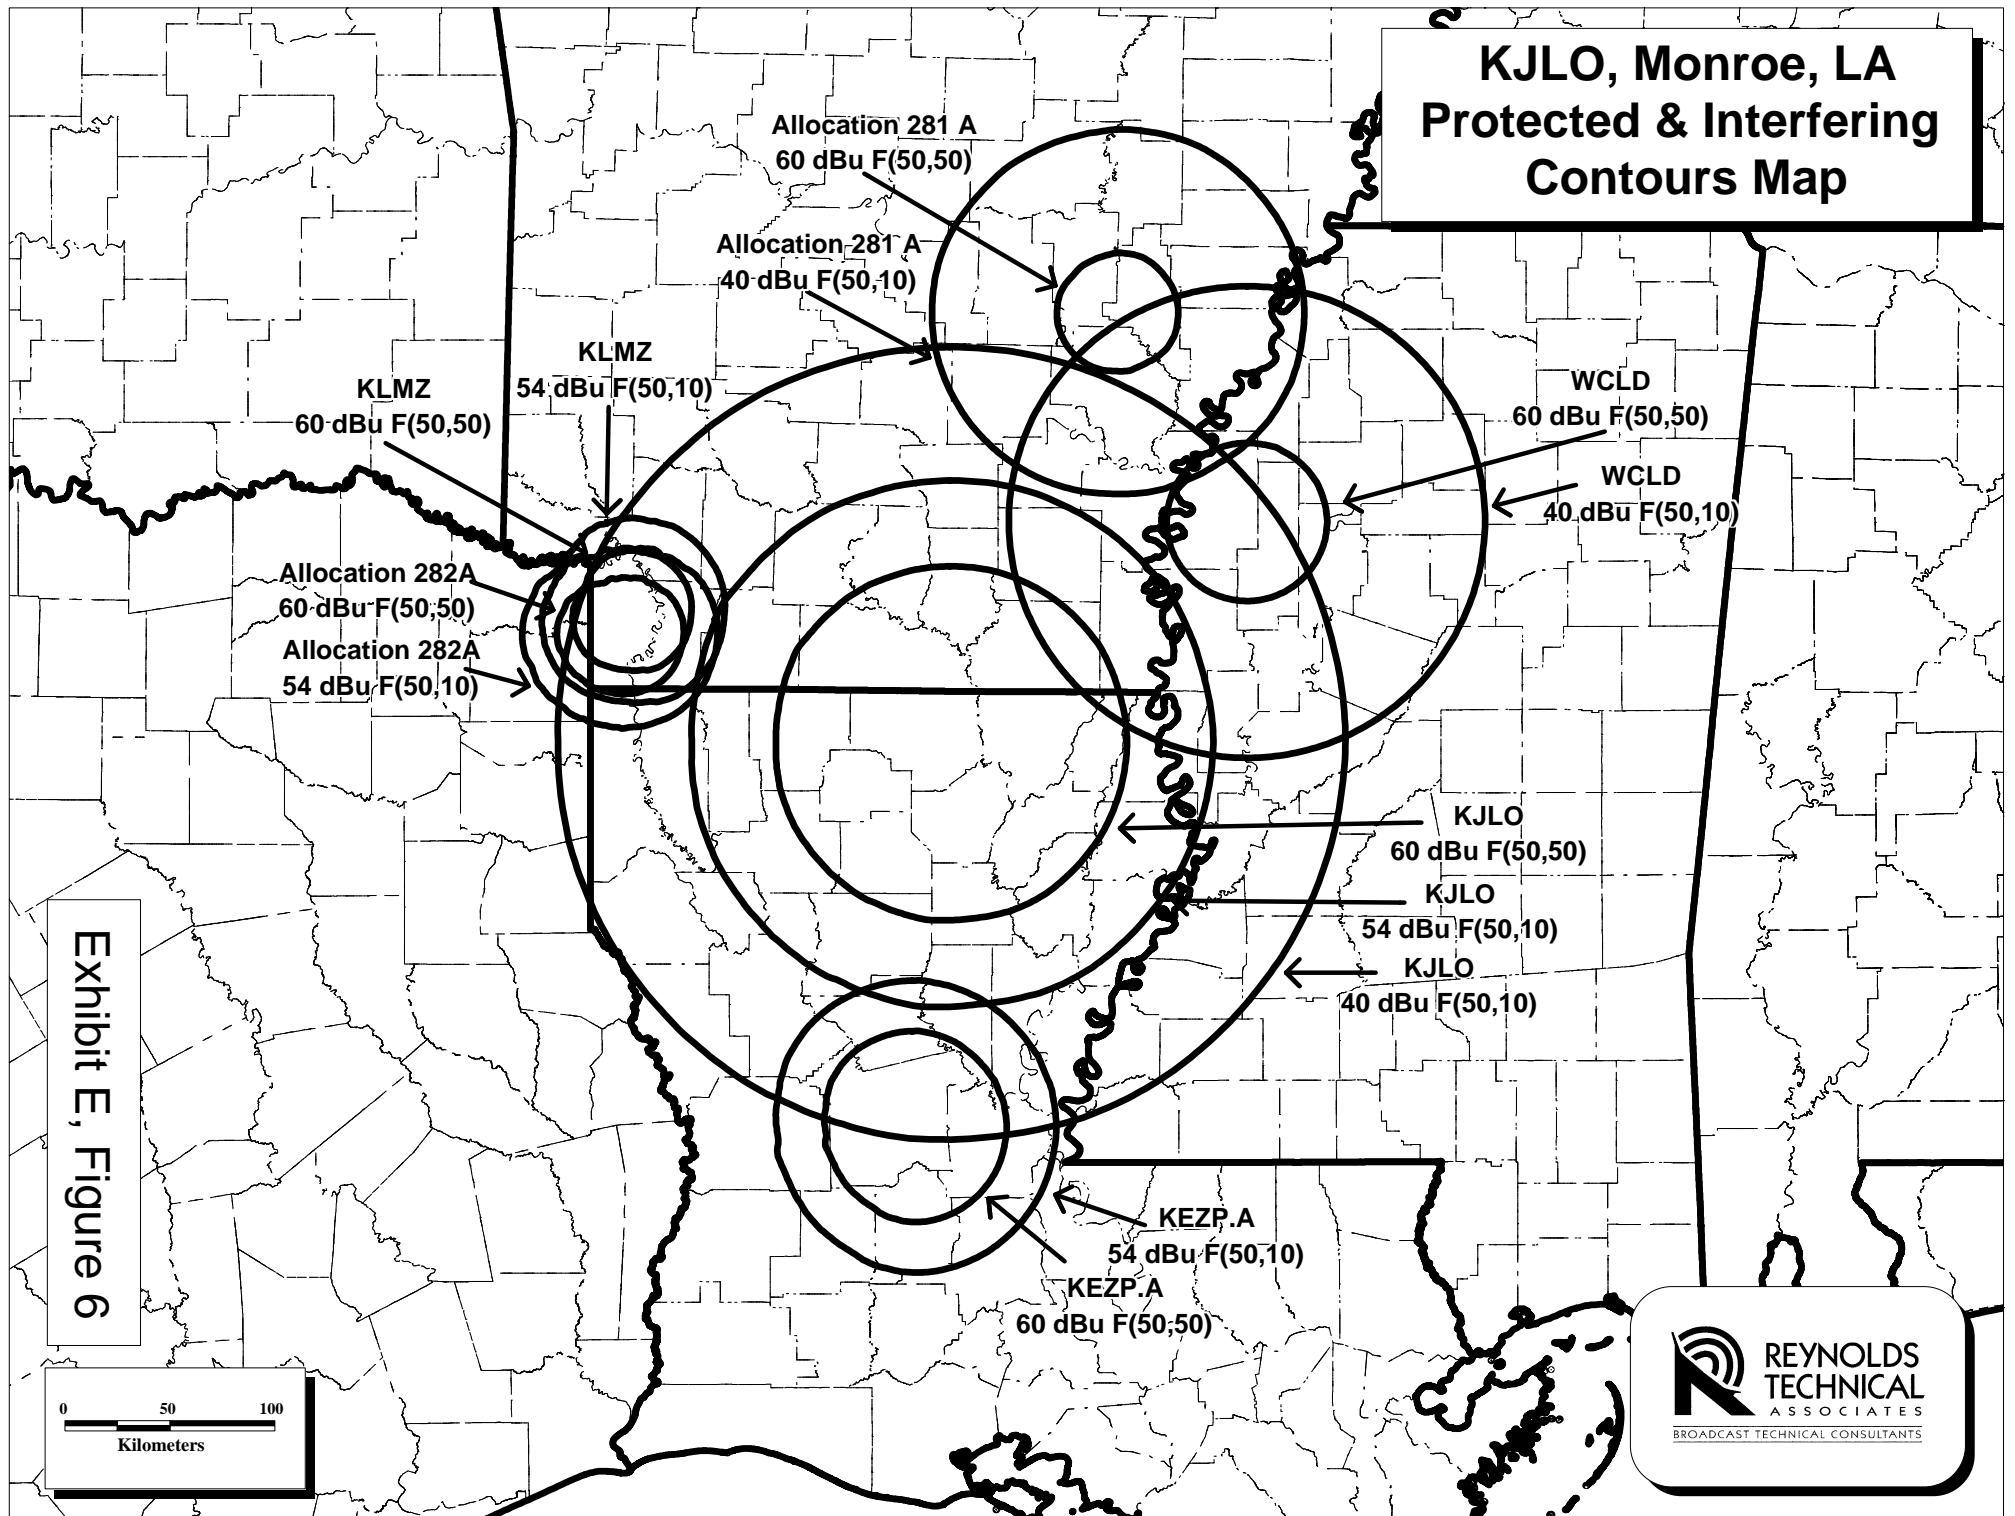 KJLO, Monroe, LA
Protected & Interfering
Contours Map
Allocation 281 A
60 dBu F(50,50)
Allocation 281 A
40 dBu F(50,10)
KLMZ
54 dBu F(50,10)
KLMZ
60 dBu F(50,50)
WCLD
60 dBu F(50,50)
WCLD
40 dBu F(50,10)
Allocation 282A
60 dBu F(50,50)
Allocation 282A
54 dBu F(50,10)
KJLO
60 dBu F(50,50)
KJLO
54 dBu F(50,10)
KJLO
40 dBu F(50,10)
KEZP.A
54 dBu F(50,10)
KEZP.A
60 dBu F(50,50)
Exhibit E, Figure 6
0 50 100
Kilometers
REYNOLDS
TECHNICAL
ASSOCIATES
BROADCAST TECHNICAL CONSULTANTS